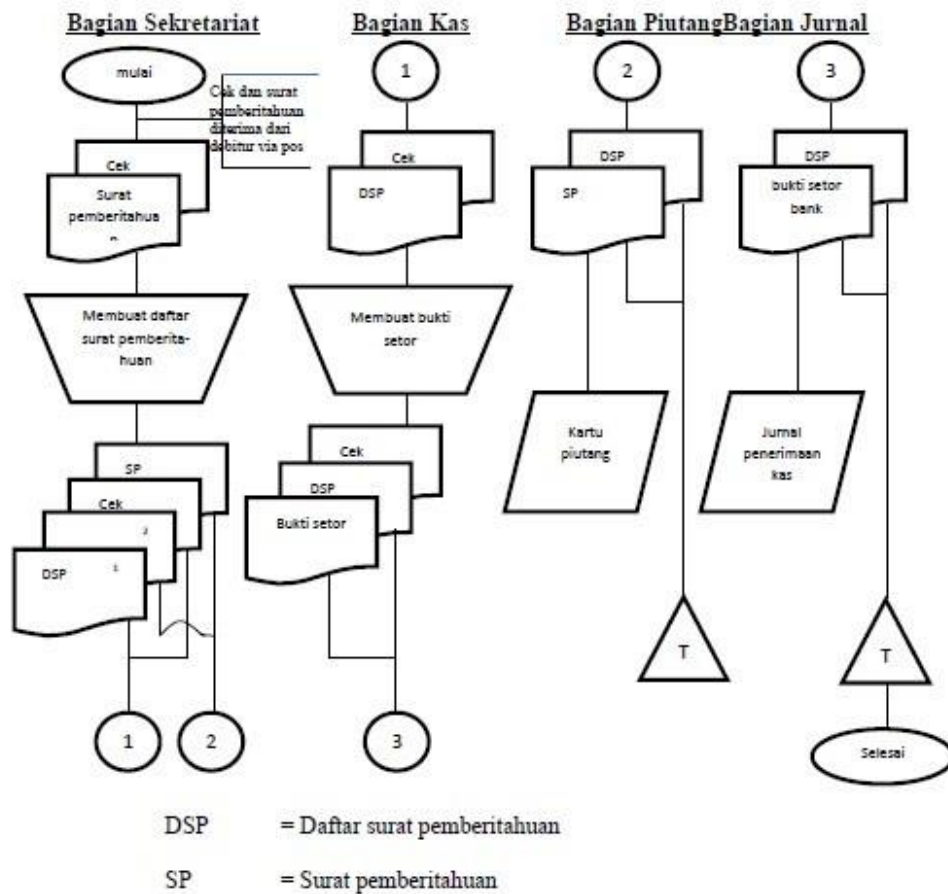 Bagian Sekretariat
mulai
Cek dan surat
pemberitahuan
diterima dari
debitur via pos
Cek
Surat
pemberitahua
n
Membuat daftar
surat pemberita-
huan
SP
Cek
2
DSP 1
1
2
Bagian Kas
1
Cek
DSP
Membuat bukti
setor
Cek
DSP
Bukti setor
3
Bagian PiutangBagian Jurnal
2
DSP
SP
Kartu
piutang
T
3
DSP
bukti setor
bank
Jurnal
penerimaan
kas
T
Selesai
DSP = Daftar surat pemberitahuan
SP = Surat pemberitahuan